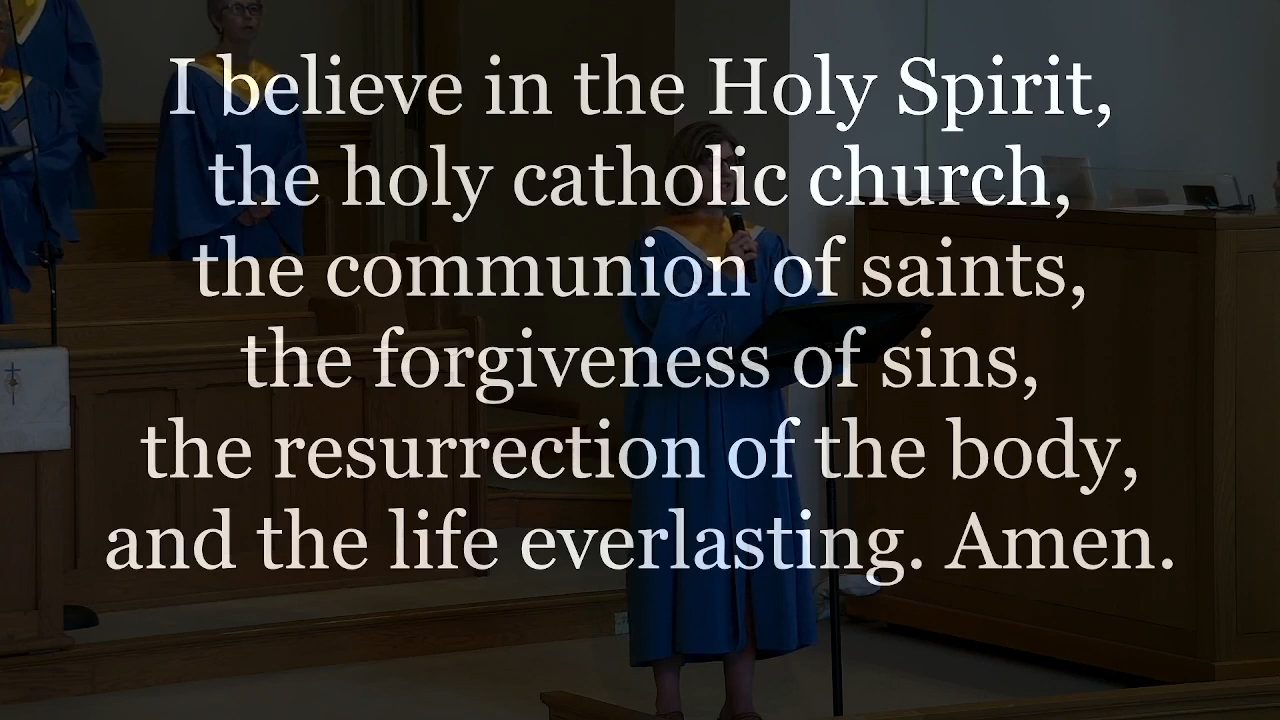 I believe in the Holy Spirit,
the holy catholic church,
the communion of saints,
the forgiveness of sins,
the resurrection of the body,
and the life everlasting. Amen.